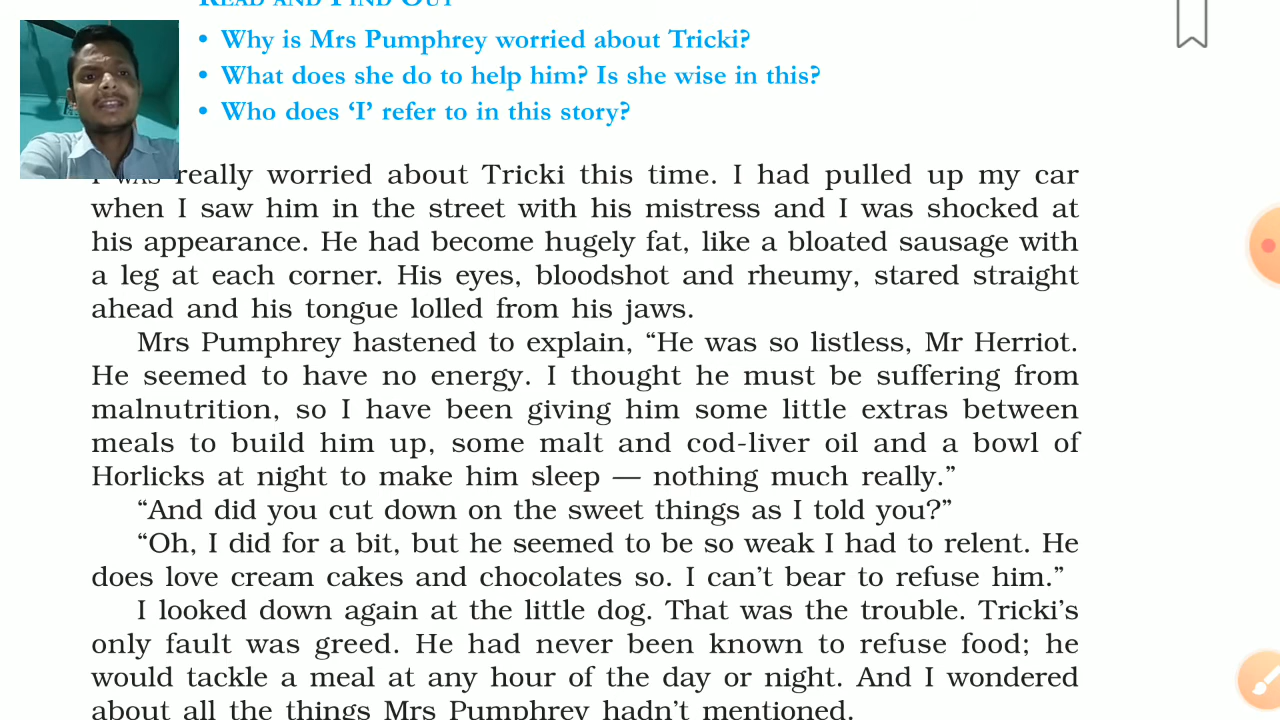 READ AND FIND OUT
• Why is Mrs Pumphrey worried about Tricki?
• What does she do to help him? Is she wise in this?
• Who does ‘I’ refer to in this story?
I WAS really worried about Tricki this time. I had pulled up my car
when I saw him in the street with his mistress and I was shocked at
his appearance. He had become hugely fat, like a bloated sausage with
a leg at each corner. His eyes, bloodshot and rheumy, stared straight
ahead and his tongue lolled from his jaws.
Mrs Pumphrey hastened to explain, “He was so listless, Mr Herriot.
He seemed to have no energy. I thought he must be suffering from
malnutrition, so I have been giving him some little extras between
meals to build him up, some malt and cod-liver oil and a bowl of
Horlicks at night to make him sleep — nothing much really.”
“And did you cut down on the sweet things as I told you?”
“Oh, I did for a bit, but he seemed to be so weak I had to relent. He
does love cream cakes and chocolates so. I can’t bear to refuse him.”
I looked down again at the little dog. That was the trouble. Tricki’s
only fault was greed. He had never been known to refuse food; he
would tackle a meal at any hour of the day or night. And I wondered
about all the things Mrs Pumphrey hadn’t mentioned.